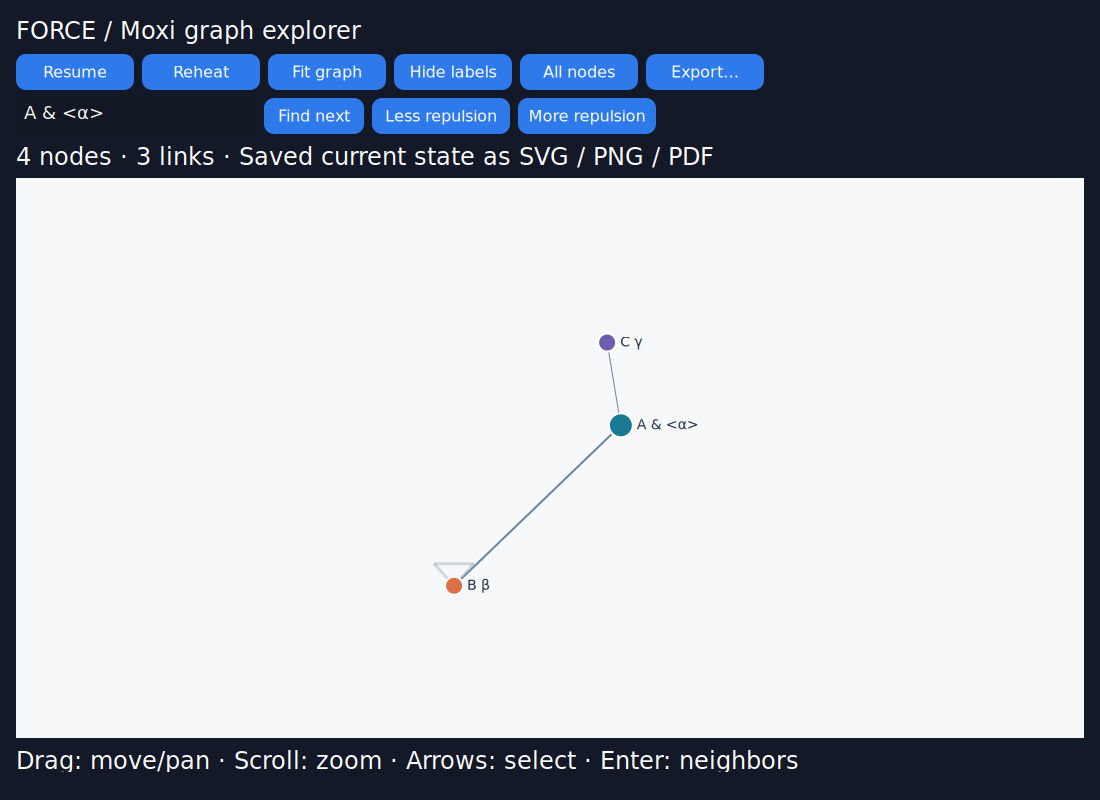 FORCE / Moxi graph explorer
Resume Reheat Fit graph Hide labels All nodes Export...
A & <α> Find next Less repulsion More repulsion
4 nodes · 3 links · Saved current state as SVG / PNG / PDF
C γ
A & <α>
B β
Drag: move/pan · Scroll: zoom · Arrows: select · Enter: neighbors